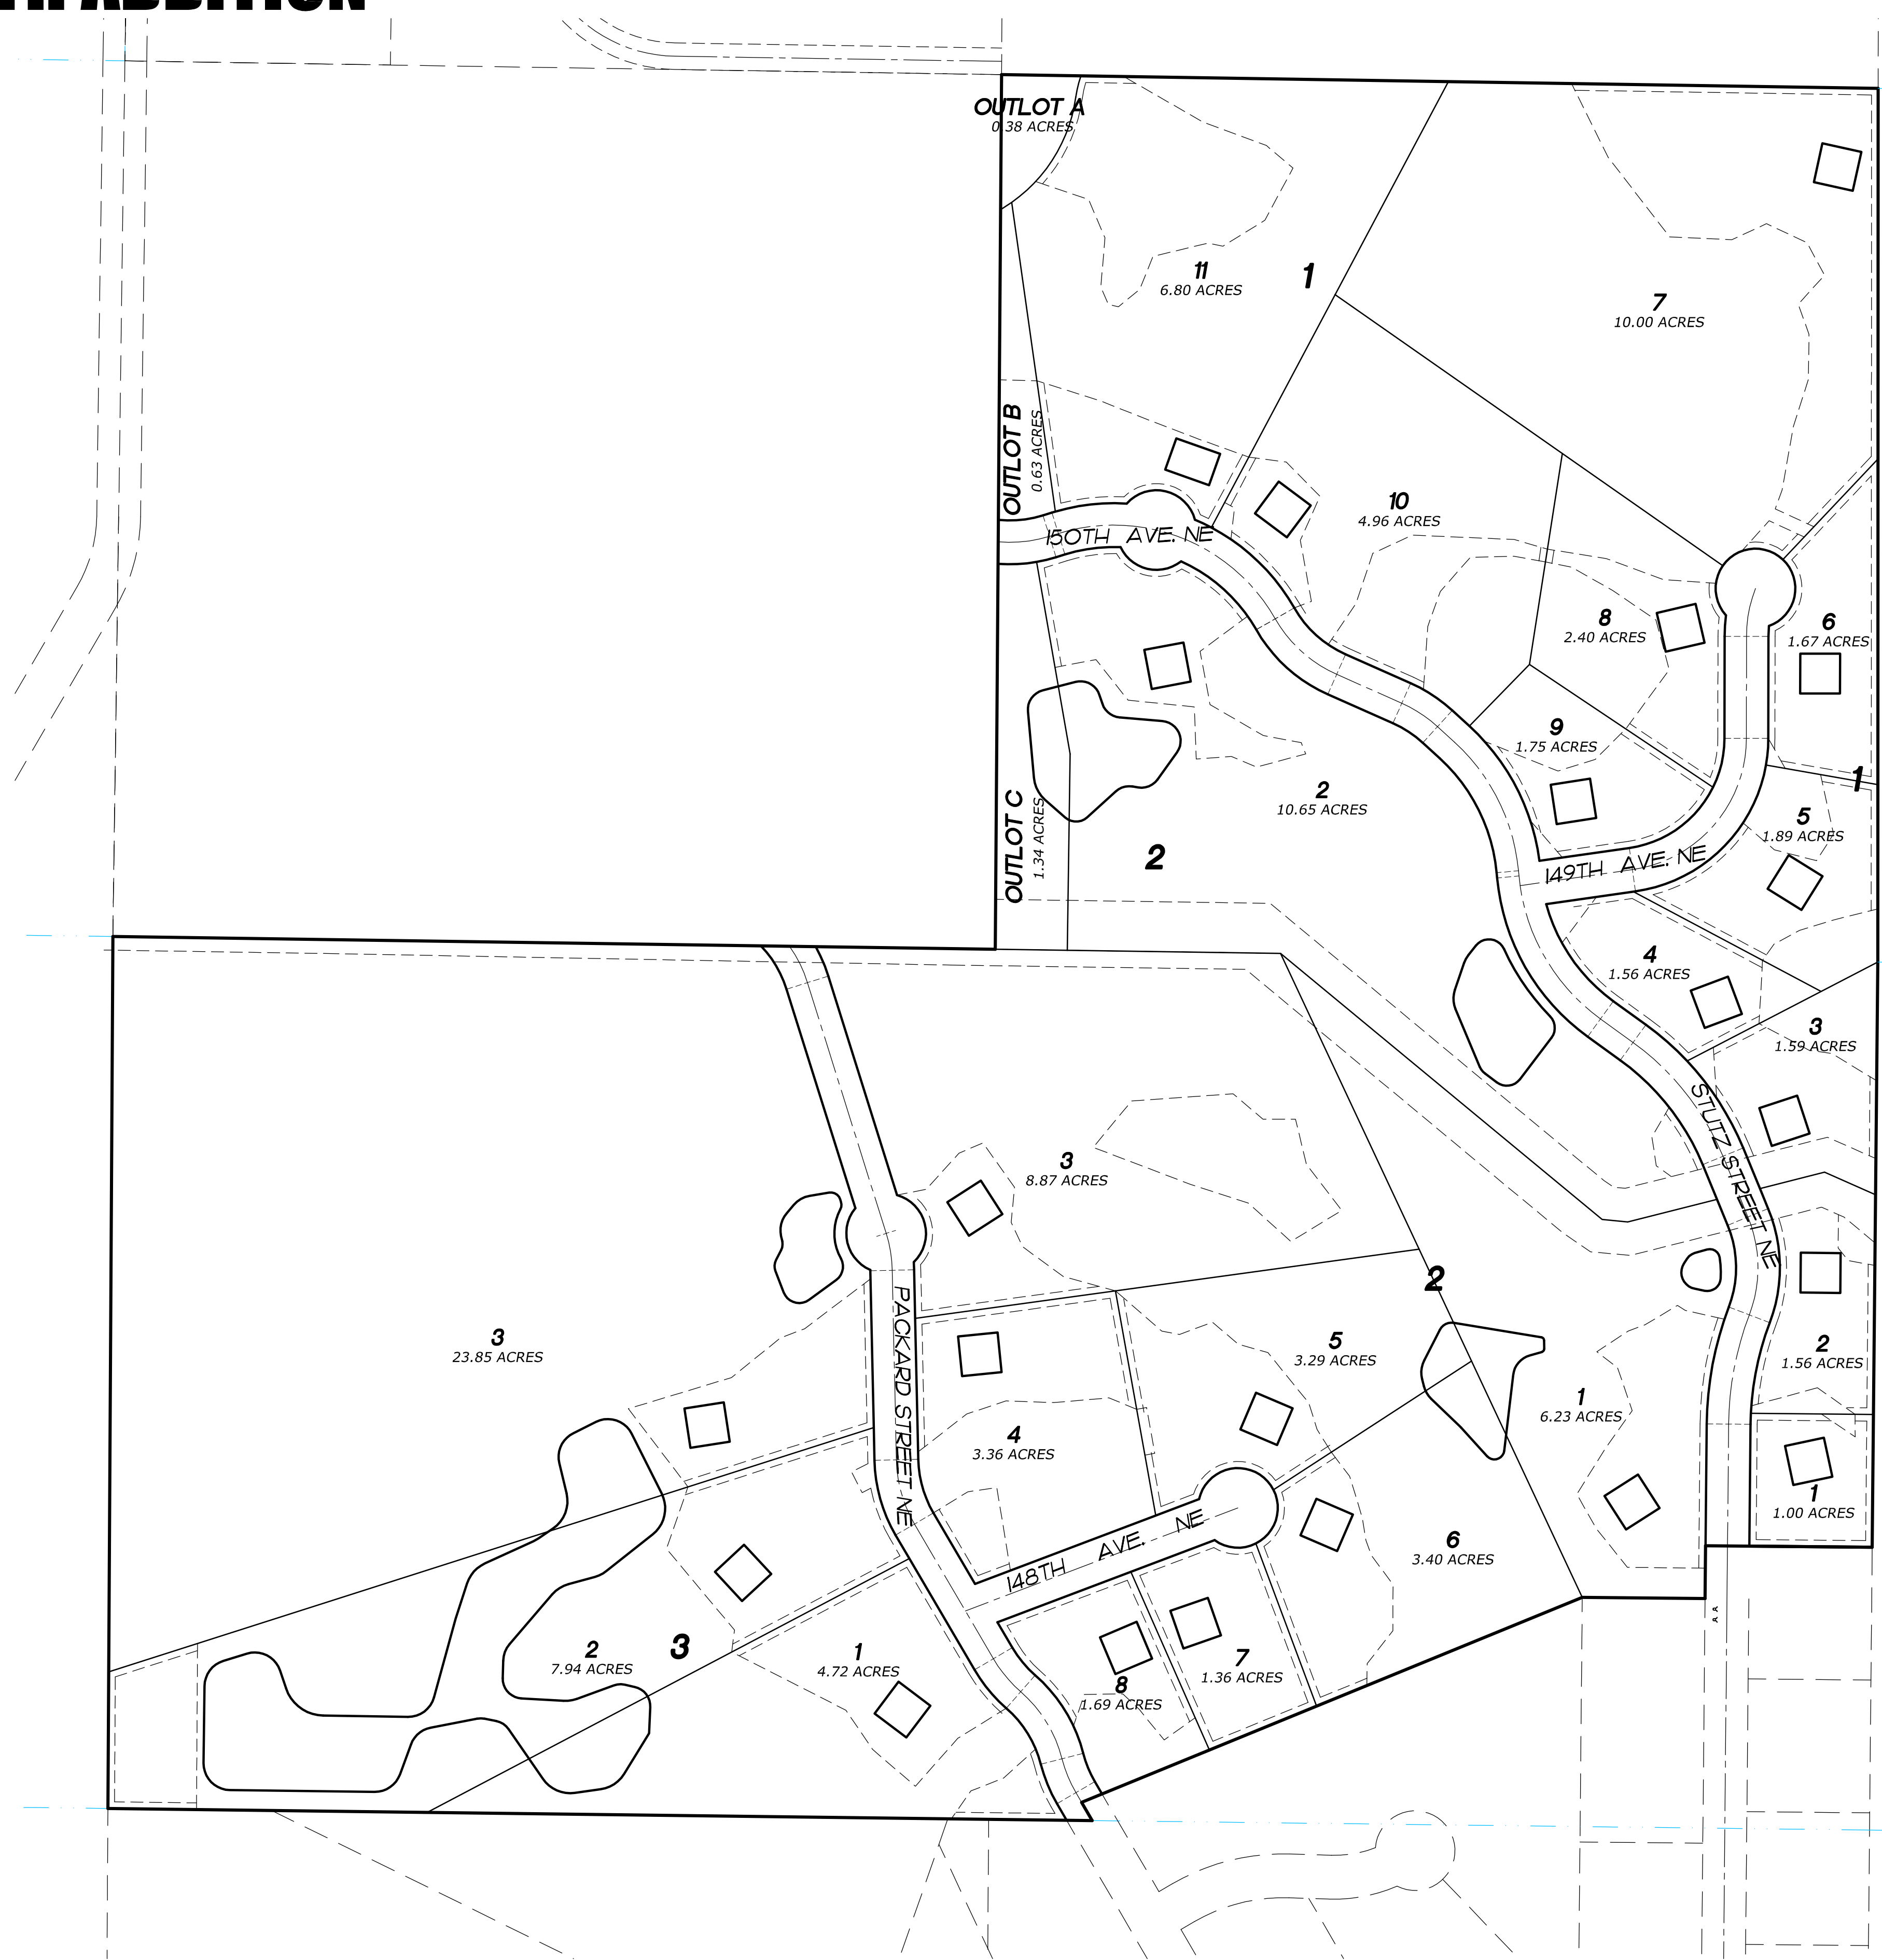 ADDITION
OUTLOT A
0.38 ACRES
11
6.80 ACRES
1
7
10.00 ACRES
OUTLOT B
0.63 ACRES
10
4.96 ACRES
150TH AVE. NE
8
2.40 ACRES
6
1.67 ACRES
9
1.75 ACRES
1
2
10.65 ACRES
5
1.89 ACRES
OUTLOT C
1.34 ACRES
2
149TH AVE. NE
4
1.56 ACRES
3
1.59 ACRES
STUTZ STREET NE
3
8.87 ACRES
2
PACKARD STREET NE
3
23.85 ACRES
5
3.29 ACRES
2
1.56 ACRES
1
6.23 ACRES
4
3.36 ACRES
1
1.00 ACRES
148TH AVE. NE
6
3.40 ACRES
2
7.94 ACRES
3
1
4.72 ACRES
7
1.36 ACRES
8
1.69 ACRES